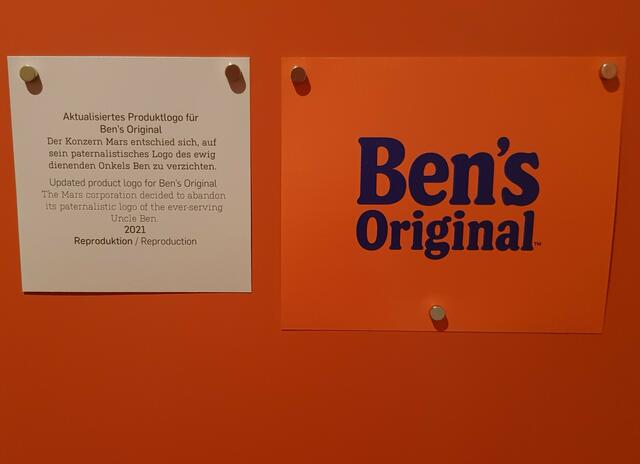 Aktualisiertes Produktlogo für
Ben's Original
Der Konzern Mars entschied sich, auf
sein paternalistisches Logo des ewig
dienenden Onkels Ben zu verzichten.
Updated product logo for Ben's Original
The Mars corporation decided to abandon
its paternalistic logo of the ever-serving
Uncle Ben.
2021
Reproduktion / Reproduction
Ben's
Original™